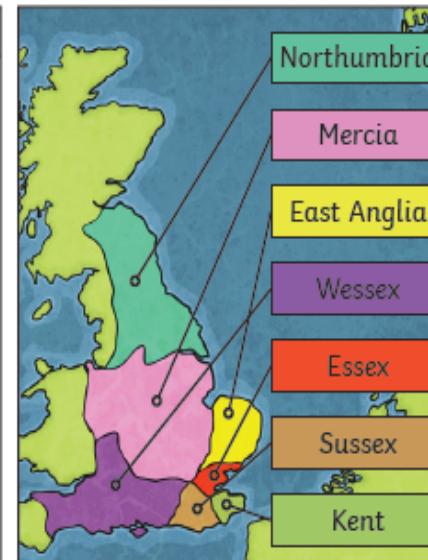 Northumbria
Mercia
East Anglia
Wessex
Essex
Sussex
Kent